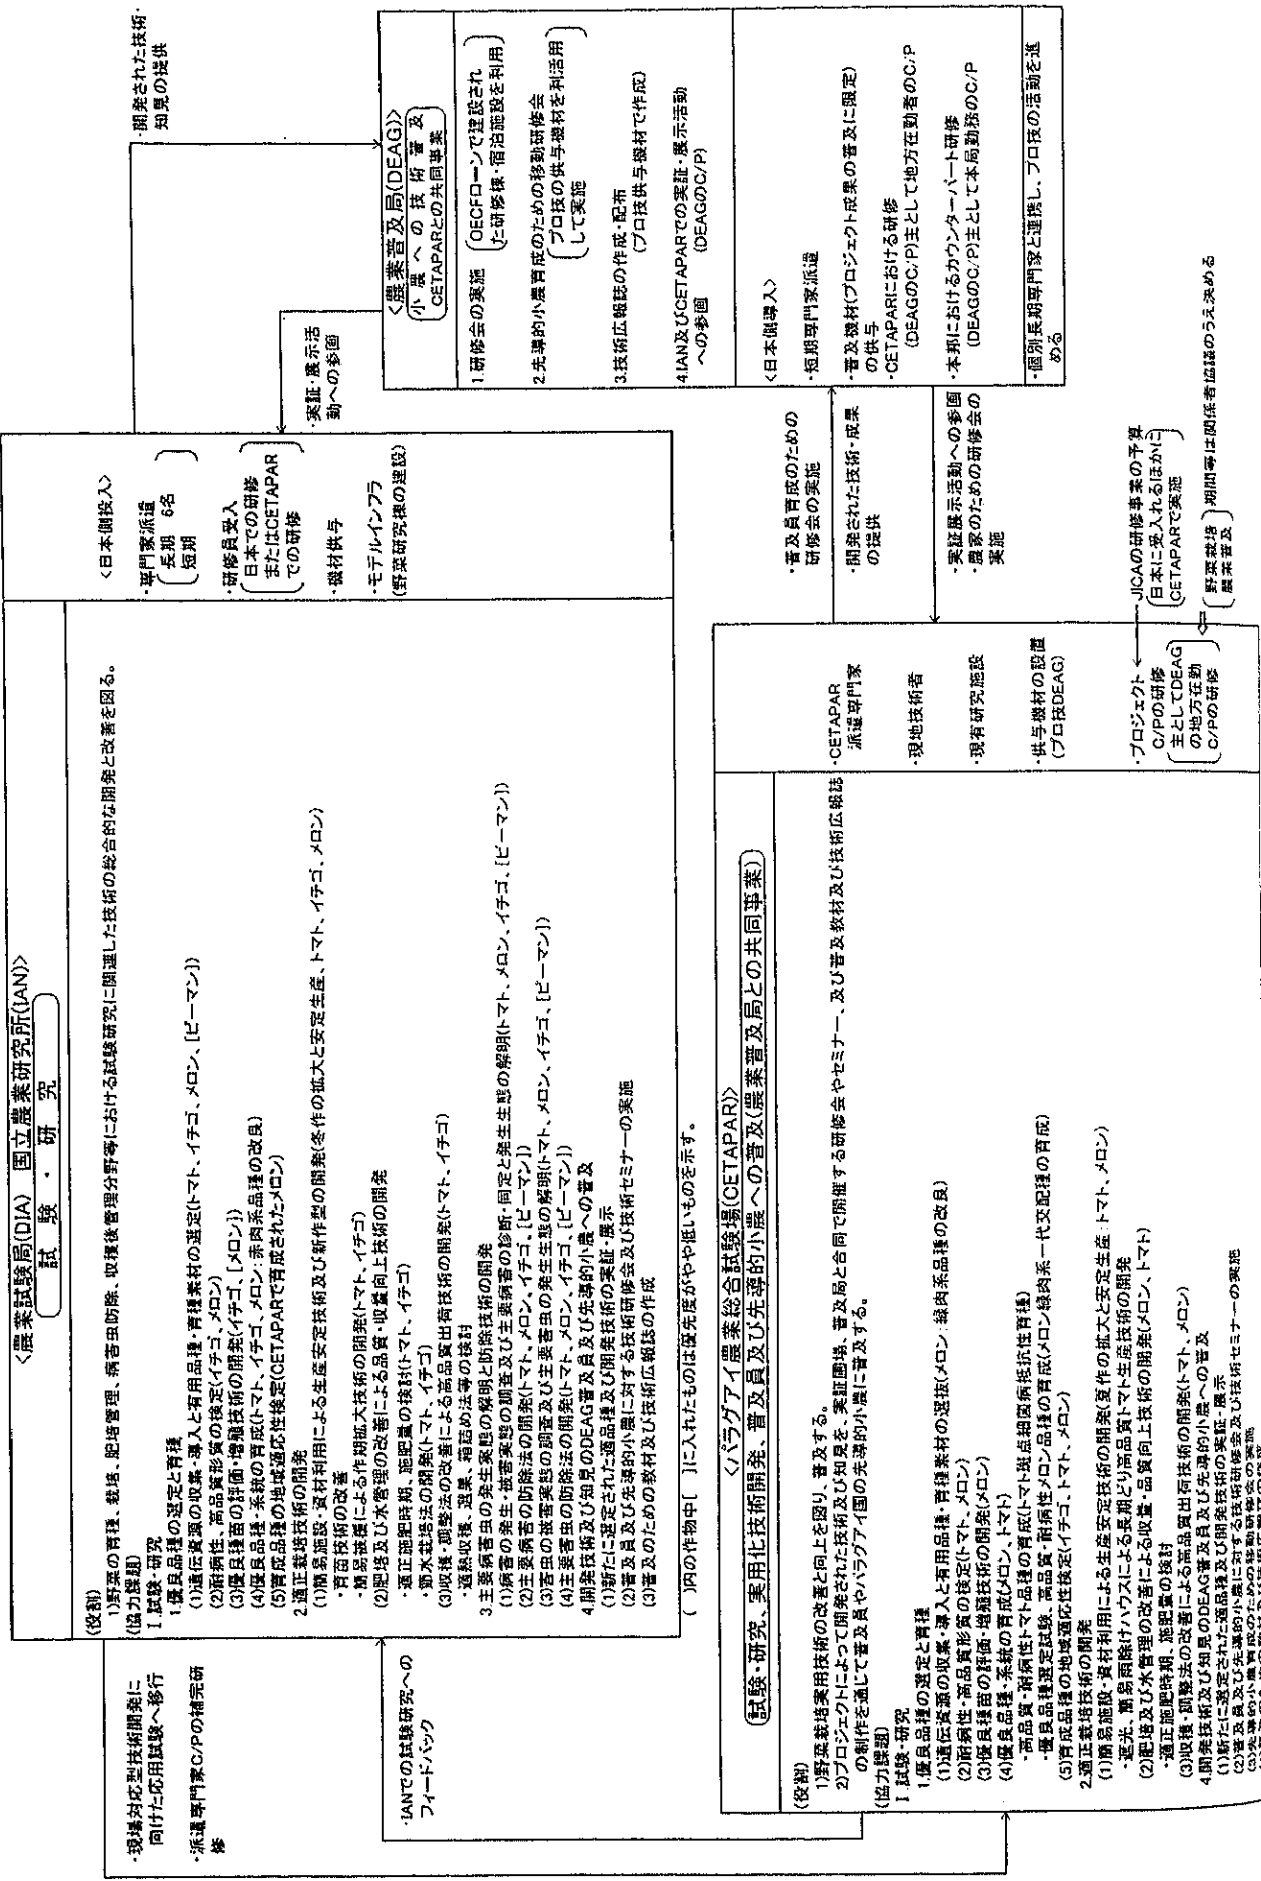 <農業試験局(DIA) 国立農業研究所(IAN)>
試験・研究
(役割)
1)野菜の育種、栽培、肥培管理、病害虫防除、収穫後管理分野等における試験研究に関連した技術の総合的な開発と改善を図る。
(協力課題)
I 試験・研究
1.優良品種の選定と育種
(1)遺伝資源の収集・導入と有用品種・育種素材の選定(トマト、イチゴ、メロン、[ピーマン])
(2)耐病性、高品質形質の検定(イチゴ、メロン)
(3)優良種苗の評価・増殖技術の開発(イチゴ、[メロン])
(4)優良品種・系統の育成(トマト、イチゴ、メロン:赤肉系品種の改良)
(5)育成品種の地域適応性検定(CETAPARで育成されたメロン)
2.適正栽培技術の開発
(1)簡易施設・資材利用による生産安定技術及び新作型の開発(冬作の拡大と安定生産、トマト、イチゴ、メロン)
・育苗技術の改善
・簡易被覆による作期拡大技術の開発(トマト、イチゴ)
(2)肥培及び水管理の改善による品質・収量向上技術の開発
・適正施肥時期、施肥量の検討(トマト、イチゴ)
・節水栽培法の開発(トマト、イチゴ)
(3)収穫・調整法の改善による高品質出荷技術の開発(トマト、イチゴ)
・適熟収穫、選果、箱詰め法等の検討
3.主要病害虫の発生実態の解明と防除技術の開発
(1)病害の発生・被害実態の調査及び主要病害の診断・同定と発生生態の解明(トマト、メロン、イチゴ、[ピーマン])
(2)主要病害の防除法の開発(トマト、メロン、イチゴ、[ピーマン])
(3)害虫の被害実態の調査及び主要害虫の発生生態の解明(トマト、メロン、イチゴ、[ピーマン])
(4)主要害虫の防除法の開発(トマト、メロン、イチゴ、[ピーマン])
4.開発技術及び知見のDEAG普及員及び先導的小農への普及
(1)新たに選定された適品種及び開発技術の実証・展示
(2)普及員及び先導的小農に対する技術研修会及び技術セミナーの実施
(3)普及のための教材及び技術広報誌の作成
<日本側投入>
・専門家派遣
長期 6名
短期
・研修員受入
日本での研修
またはCETAPAR
での研修
・機材供与
・モデルインフラ
(野菜研究棟の建設)
( )内の作物中[ ]に入れたものは優先度がやや低いものを示す。
・開発された技術・
知見の提供
・実証・展示活
動への参画
<農業普及局(DEAG)>
小農への技術普及
CETAPARとの共同事業
1.研修会の実施
OECFローンで建設され
た研修棟・宿泊施設を利用
2.先導的小農育成のための移動研修会
プロ技の供与機材を利活用
して実施
3.技術広報誌の作成・配布
(プロ技供与機材で作成)
4.IAN及びCETAPARでの実証・展示活動
への参画 (DEAGのC/P)
<日本側導入>
・短期専門家派遣
・普及機材(プロジェクト成果の普及に限定)
の供与
・CETAPARにおける研修
(DEAGのC/P)主として地方在勤者のC/P
・本邦におけるカウンターパート研修
(DEAGのC/P)主として本局勤務のC/P
・個別長期専門家と連携し、プロ技の活動を進
める
・現場対応型技術開発に
向けた応用試験へ移行
・派遣専門家C/Pの補完研
修
・IANでの試験研究への
フィードバック
・普及員育成のための
研修会の実施
・開発された技術・成果
の提供
・実証展示活動への参画
・農家のための研修会の
実施
<パラグアイ農業総合試験場(CETAPAR)>
試験・研究、実用化技術開発、普及員及び先導的小農への普及(農業普及局との共同事業)
(役割)
1)野菜栽培実用技術の改善と向上を図り、普及する。
2)プロジェクトによって開発された技術及び知見を、実証圃場、普及局と合同で開催する研修会やセミナー、及び普及教材及び技術広報誌
の制作を通じて普及員やパラグアイ国の先導的小農に普及する。
(協力課題)
I 試験・研究
1.優良品種の選定と育種
(1)遺伝資源の収集・導入と有用品種・育種素材の選抜(メロン:緑肉系品種の改良)
(2)耐病性・高品質形質の検定(トマト、メロン)
(3)優良種苗の評価・増殖技術の開発(メロン)
(4)優良品種・系統の育成(メロン、トマト)
・高品質・耐病性トマト品種の育成(トマト斑点細菌病抵抗性育種)
・優良品種選定試験、高品質・耐病性メロン品種の育成(メロン緑肉系一代交配種の育成)
(5)育成品種の地域適応性検定(イチゴ、トマト、メロン)
2.適正栽培技術の開発
(1)簡易施設・資材利用による生産安定技術の開発(夏作の拡大と安定生産:トマト、メロン)
・遮光、簡易雨除けハウスによる長期どり高品質トマト生産技術の開発
(2)肥培及び水管理の改善による収量・品質向上技術の開発(メロン、トマト)
・適正施肥時期、施肥量の検討
(3)収穫・調整法の改善による高品質出荷技術の開発(トマト、メロン)
4.開発技術及び知見のDEAG普及員及び先導的小農への普及
(1)新たに選定された適品種及び開発技術の実証・展示
(2)普及員及び先導的小農に対する技術研修会及び技術セミナーの実施
(3)先導的小農育成のための移動研修会の実施
・CETAPAR
派遣専門家
・現地技術者
・現有研究施設
・供与機材の設置
(プロ技DEAG)
・プロジェクト
C/Pの研修
主としてDEAG
の地方在勤
C/Pの研修
JICAの研修事業の予算
日本に受入れるほかに
CETAPARで実施
野菜栽培
農業普及
期間等は関係者協議のうえ決める